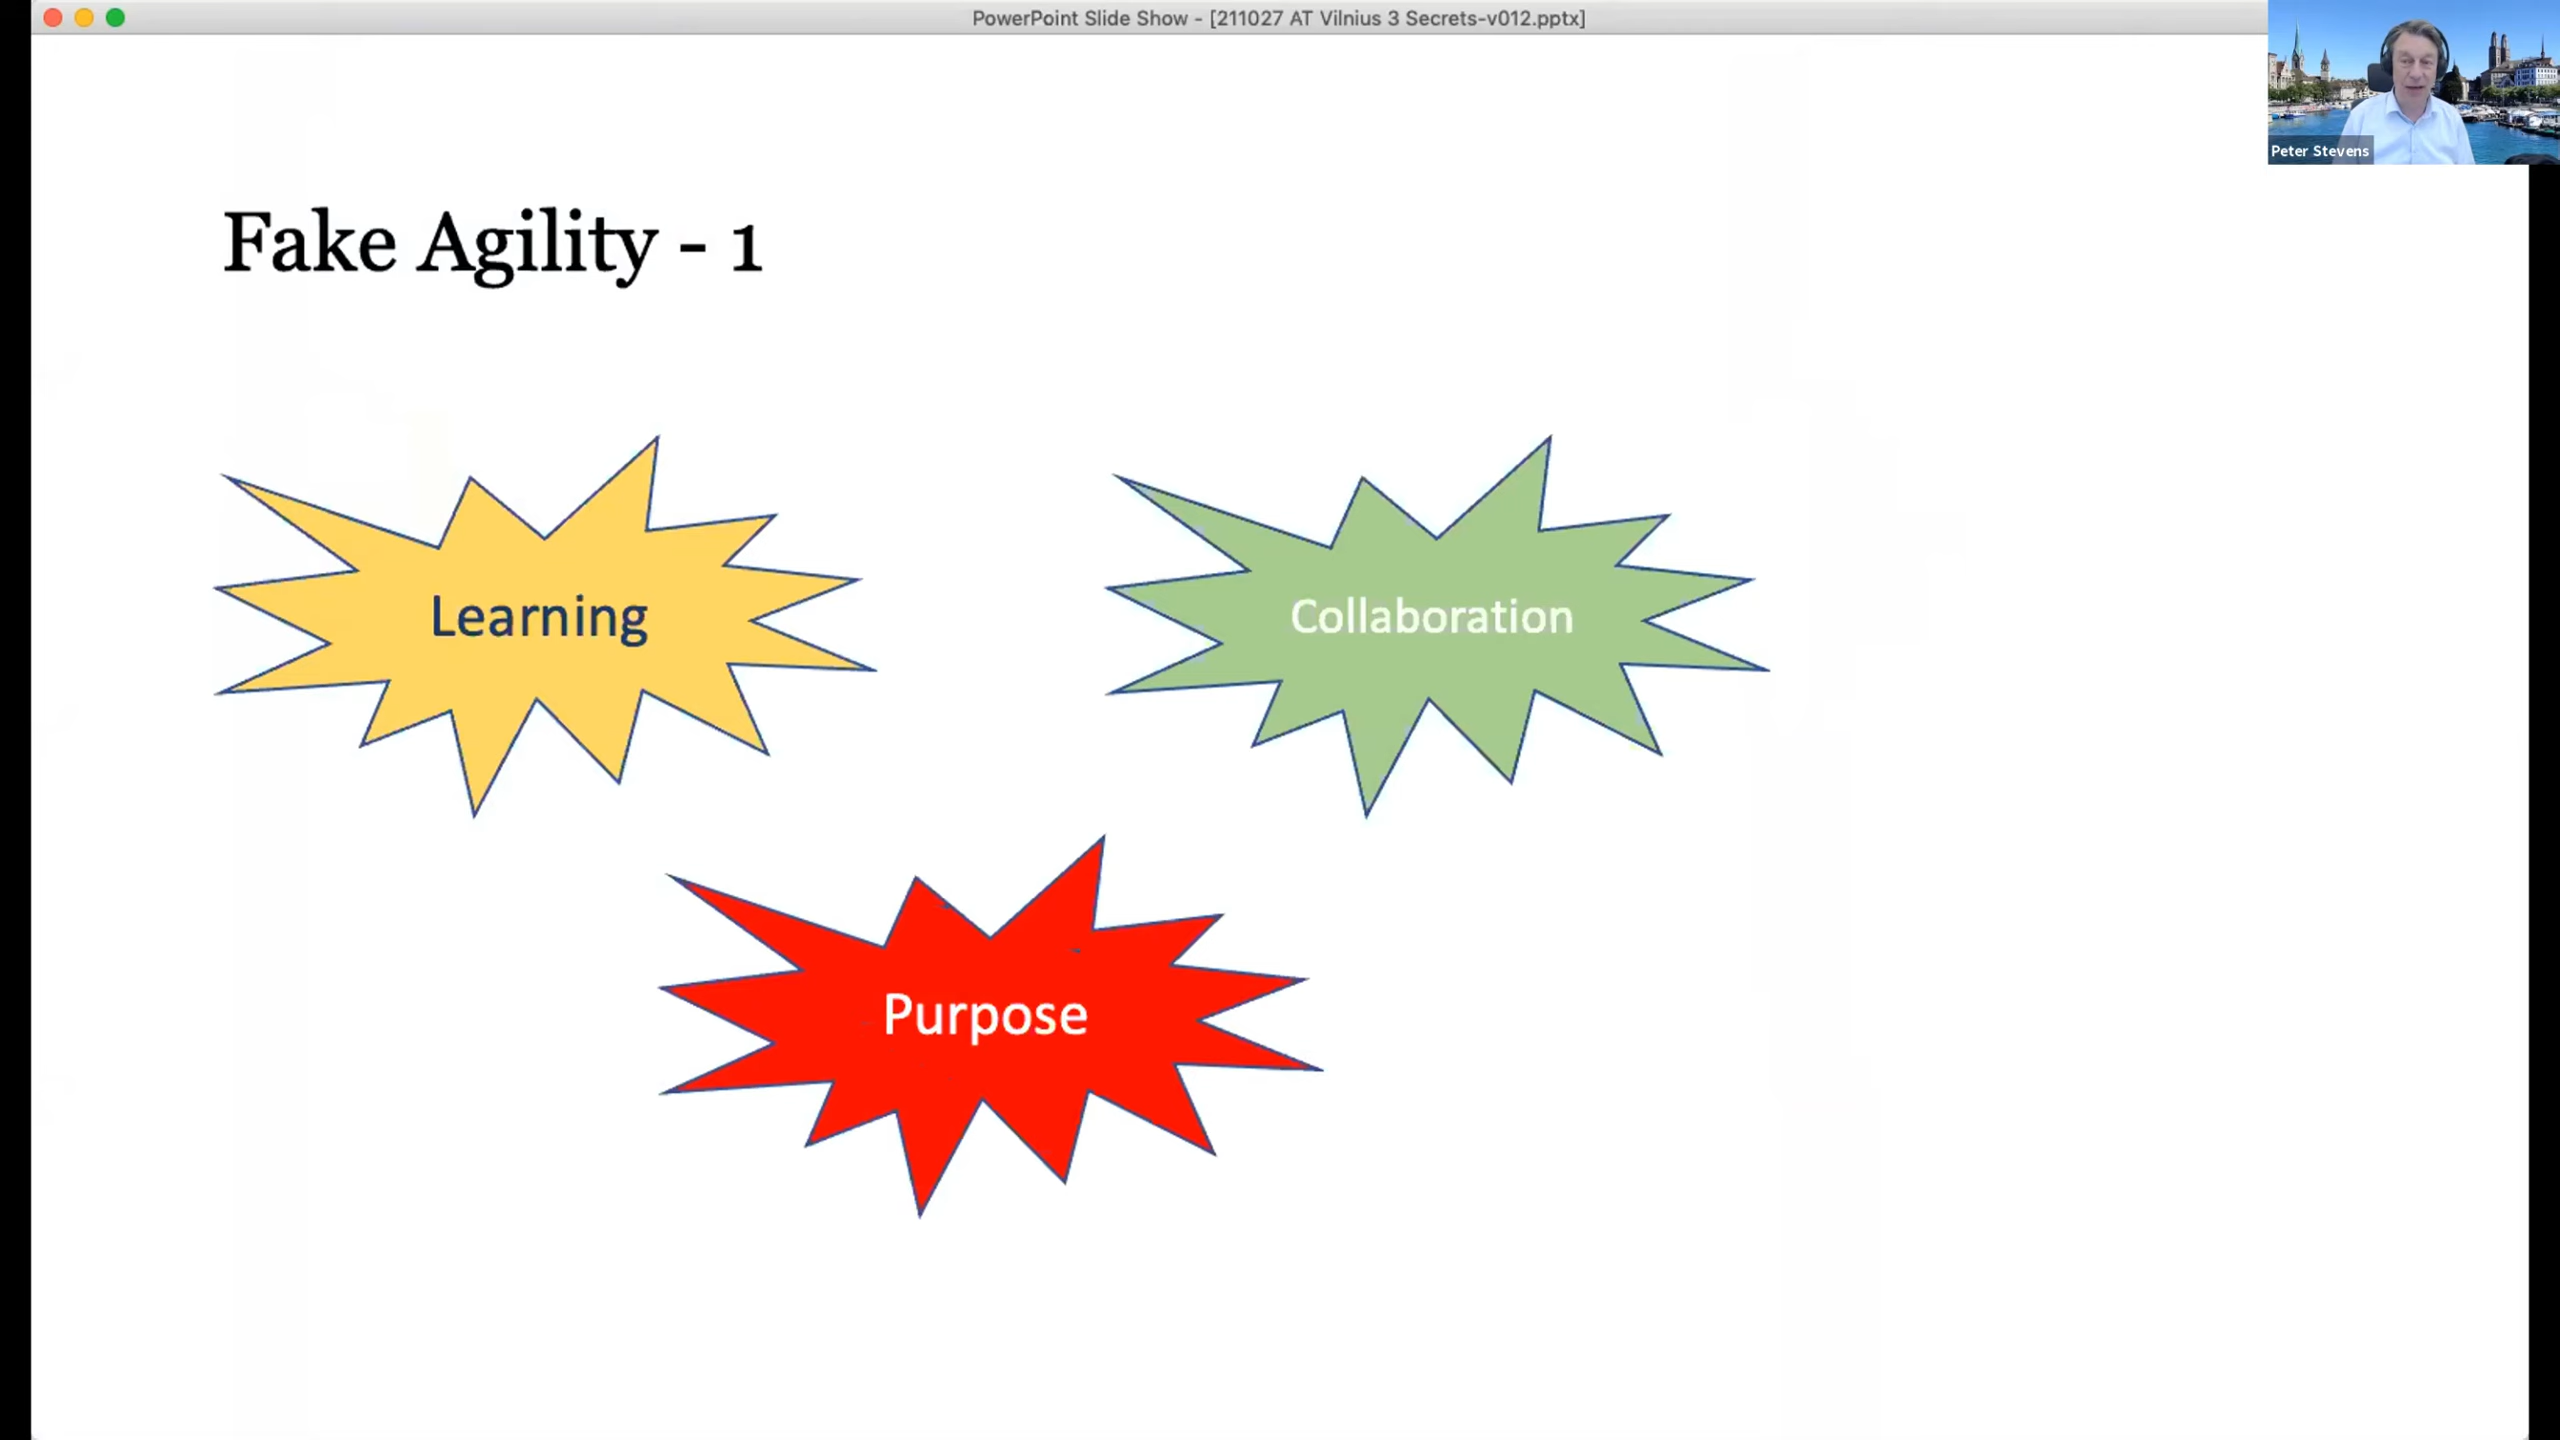 PowerPoint Slide Show - [211027 AT Vilnius 3 Secrets-v012.pptx]
Peter Stevens
Fake Agility - 1
Learning
Collaboration
Purpose